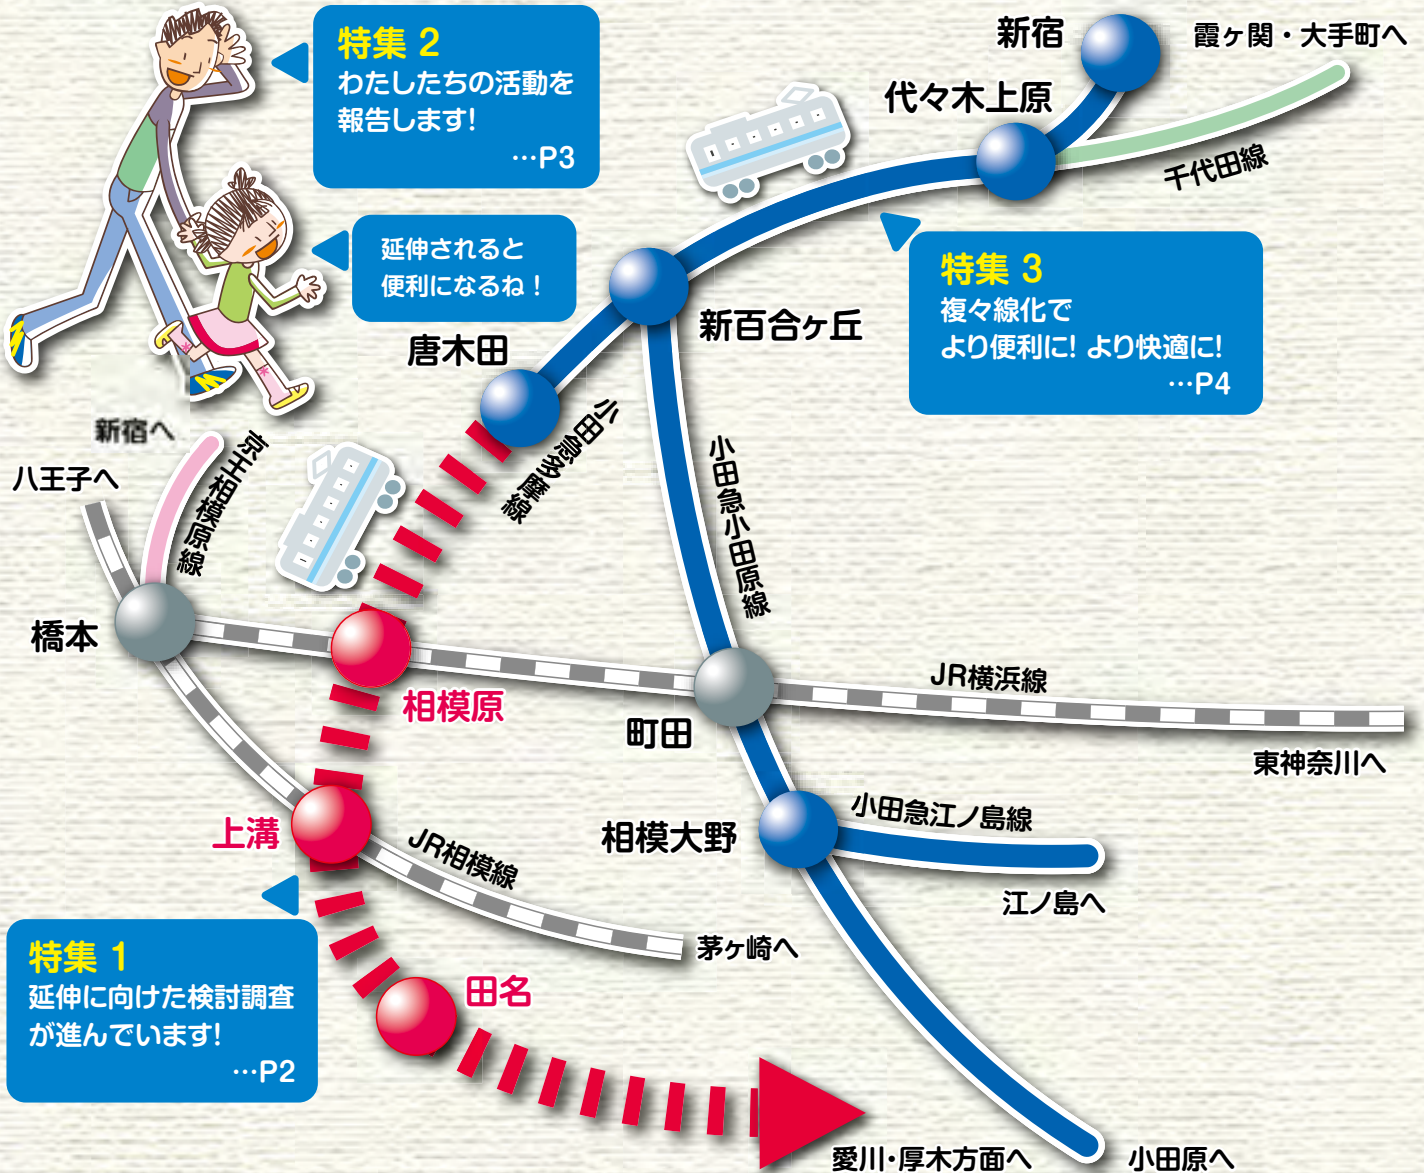 特集 2
わたしたちの活動を
報告します!
…P3
新宿
霞ヶ関・大手町へ
代々木上原
千代田線
延伸されると
便利になるね！
特集 3
複々線化で
より便利に! より快適に!
…P4
新百合ヶ丘
唐木田
小田急多摩線
小田急小田原線
新宿へ
京王相模原線
八王子へ
橋本
相模原
町田
JR横浜線
東神奈川へ
上溝
JR相模線
相模大野
小田急江ノ島線
江ノ島へ
茅ヶ崎へ
特集 1
延伸に向けた検討調査
が進んでいます!
…P2
田名
愛川・厚木方面へ
小田原へ